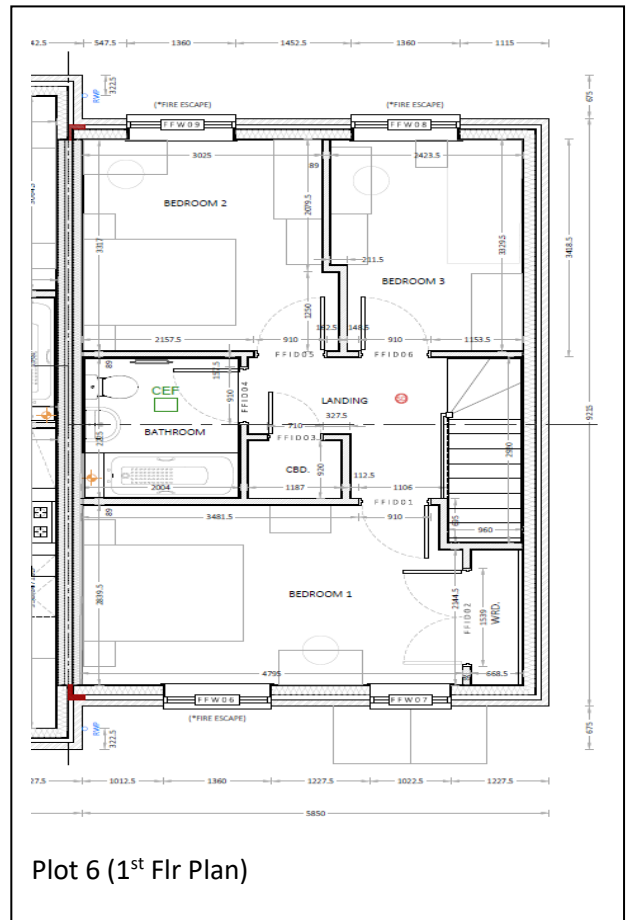 42.5 547.5 1360 1452.5 1360 1115
RWP 322.5 675
(*FIRE ESCAPE) (*FIRE ESCAPE)
FFW09 FFW08
3025 2423.5
89
BEDROOM 2
2079.5
3317 3329.5 3418.5
211.5
BEDROOM 3
1250
182.5 148.5
2157.5 910 910 1153.5
FFID05 FFID06
89 157.5
CEF
FFID04 910
LANDING
327.5
710
BATHROOM
FFID03
9215
CBD.
920
112.5
2004 1187 1106
FFID01
89
3481.5 910
695
960
BEDROOM 1
2839.5 2144.5 FFID02 1539 WRD.
4795 668.5
FFW06 FFW07
(*FIRE ESCAPE)
RWP 322.5 675
27.5 1012.5 1360 1227.5 1022.5 1227.5
5850
Plot 6 (1st Flr Plan)